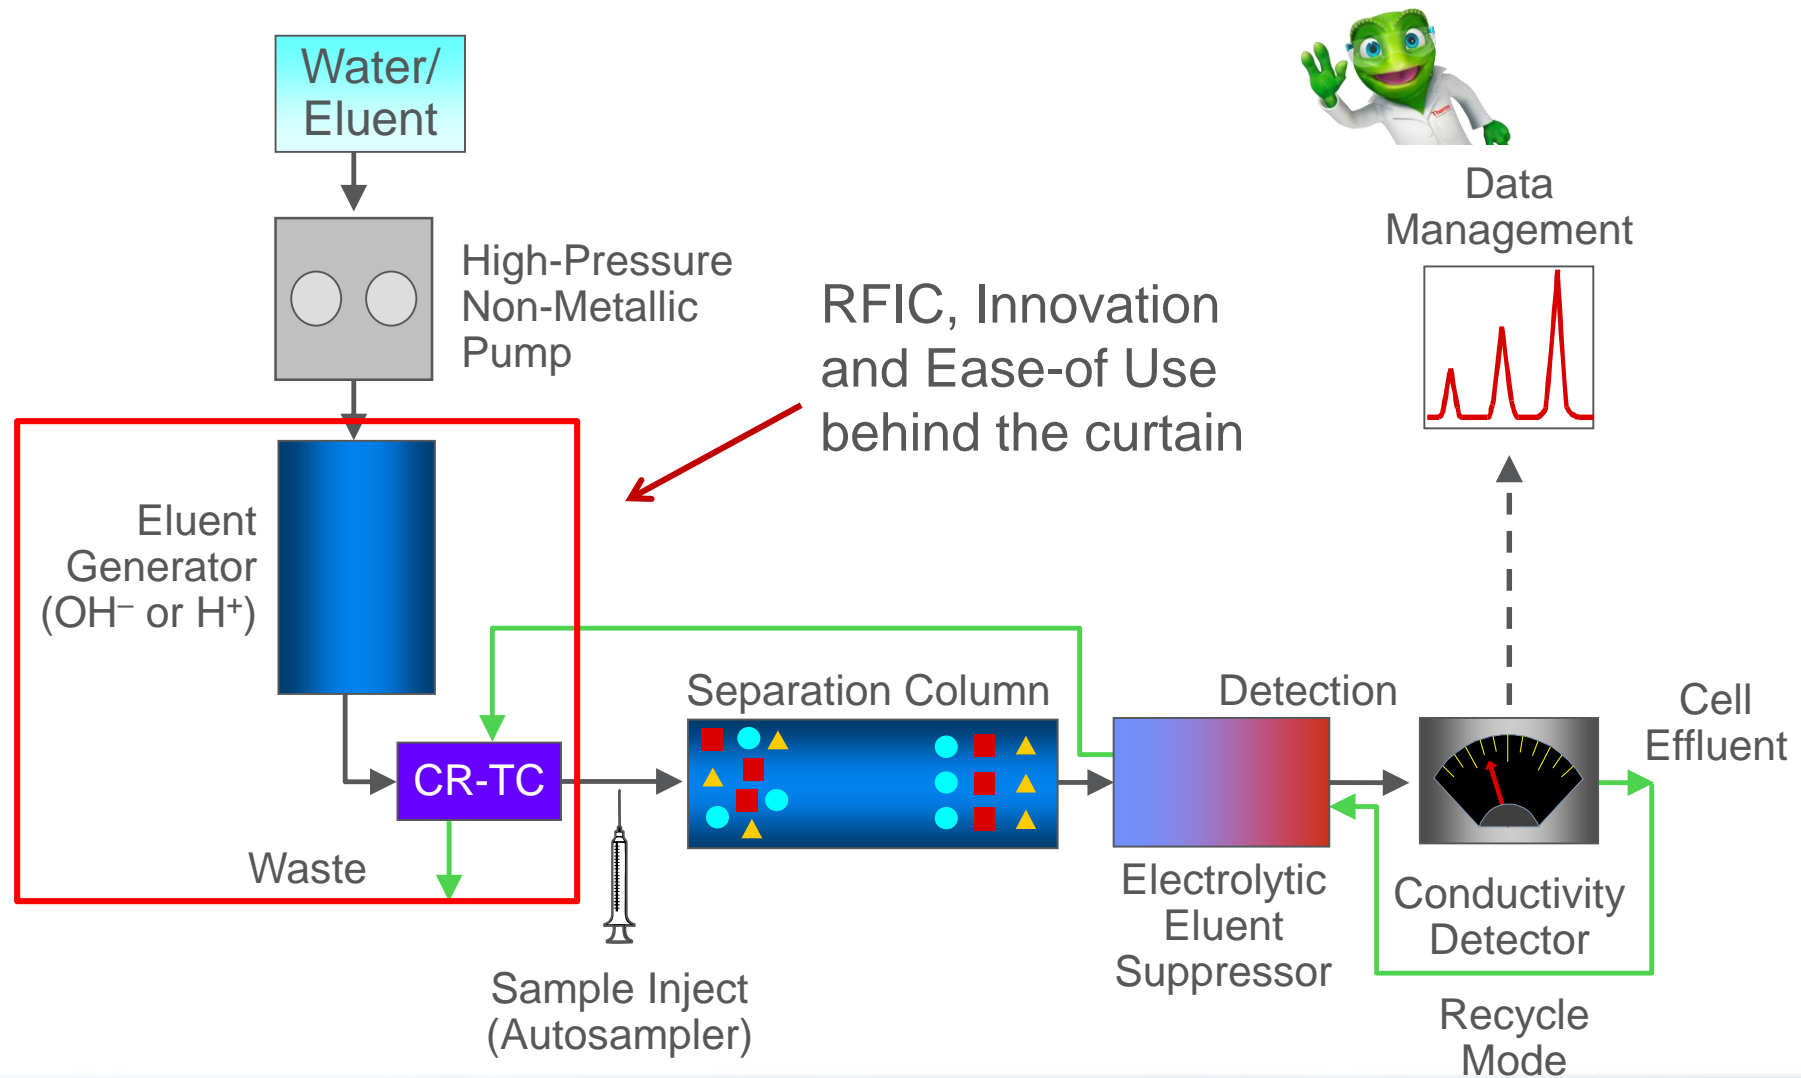 Water/
Eluent
High-Pressure
Non-Metallic
Pump
RFIC, Innovation
and Ease-of Use
behind the curtain
Data
Management
Eluent
Generator
(OH– or H+)
CR-TC
Waste
Sample Inject
(Autosampler)
Separation Column
Detection
Electrolytic
Eluent
Suppressor
Conductivity
Detector
Cell
Effluent
Recycle
Mode